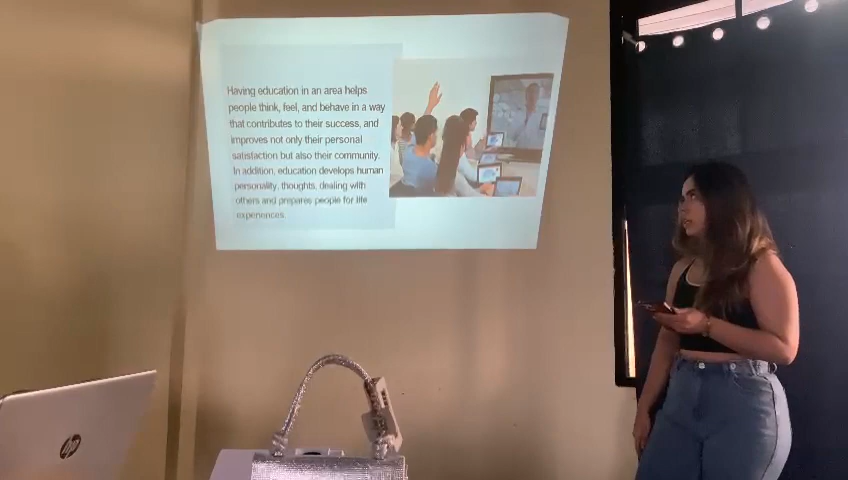 Having education in an area helps
people think, feel, and behave in a way
that contributes to their success, and
improves not only their personal
satisfaction but also their community.
In addition, education develops human
personality, thoughts, dealing with
others and prepares people for life
experiences.
hp